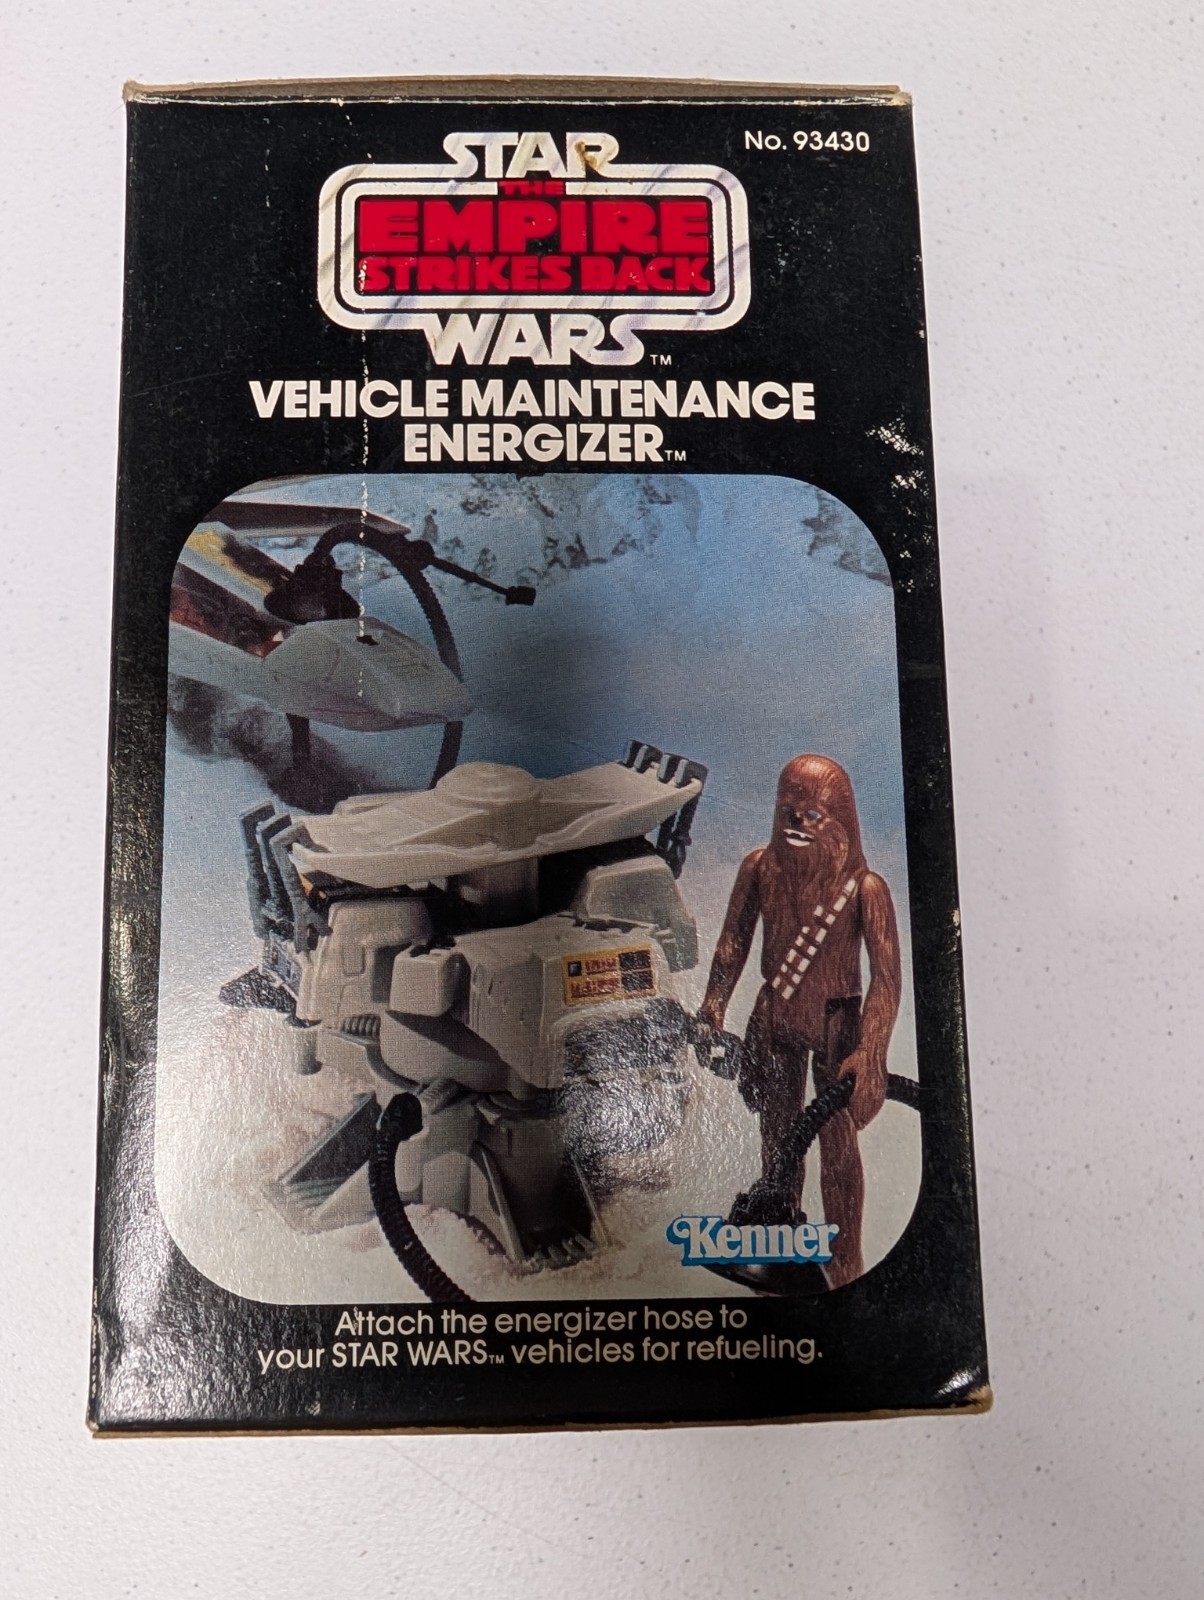 No. 93430
STAR
THE
EMPIRE
STRIKES BACK
WARS™
VEHICLE MAINTENANCE
ENERGIZER™
Kenner
Attach the energizer hose to
your STAR WARS™ vehicles for refueling.